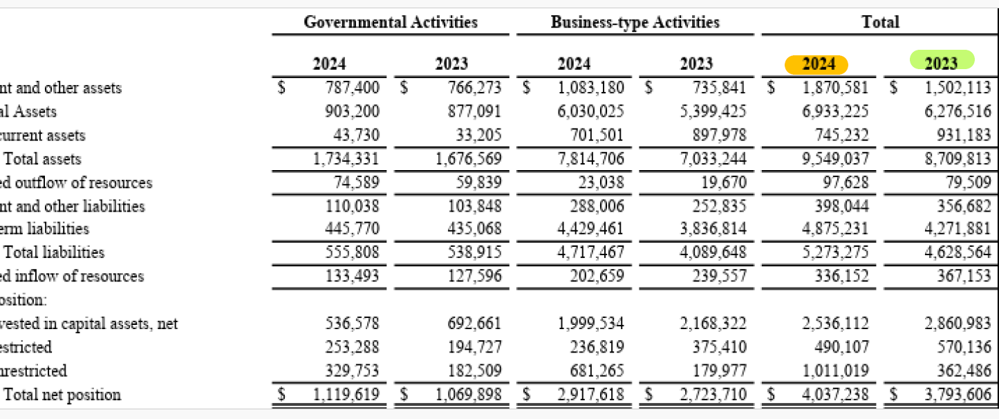 Governmental Activities Business-type Activities Total
2024 2023 2024 2023 2024 2023
nt and other assets $ 787,400 $ 766,273 $ 1,083,180 $ 735,841 $ 1,870,581 $ 1,502,113
al Assets 903,200 877,091 6,030,025 5,399,425 6,933,225 6,276,516
current assets 43,730 33,205 701,501 897,978 745,232 931,183
Total assets 1,734,331 1,676,569 7,814,706 7,033,244 9,549,037 8,709,813
ed outflow of resources 74,589 59,839 23,038 19,670 97,628 79,509
nt and other liabilities 110,038 103,848 288,006 252,835 398,044 356,682
erm liabilities 445,770 435,068 4,429,461 3,836,814 4,875,231 4,271,881
Total liabilities 555,808 538,915 4,717,467 4,089,648 5,273,275 4,628,564
ed inflow of resources 133,493 127,596 202,659 239,557 336,152 367,153
osition:
vested in capital assets, net 536,578 692,661 1,999,534 2,168,322 2,536,112 2,860,983
estricted 253,288 194,727 236,819 375,410 490,107 570,136
nrestricted 329,753 182,509 681,265 179,977 1,011,019 362,486
Total net position $ 1,119,619 $ 1,069,898 $ 2,917,618 $ 2,723,710 $ 4,037,238 $ 3,793,606